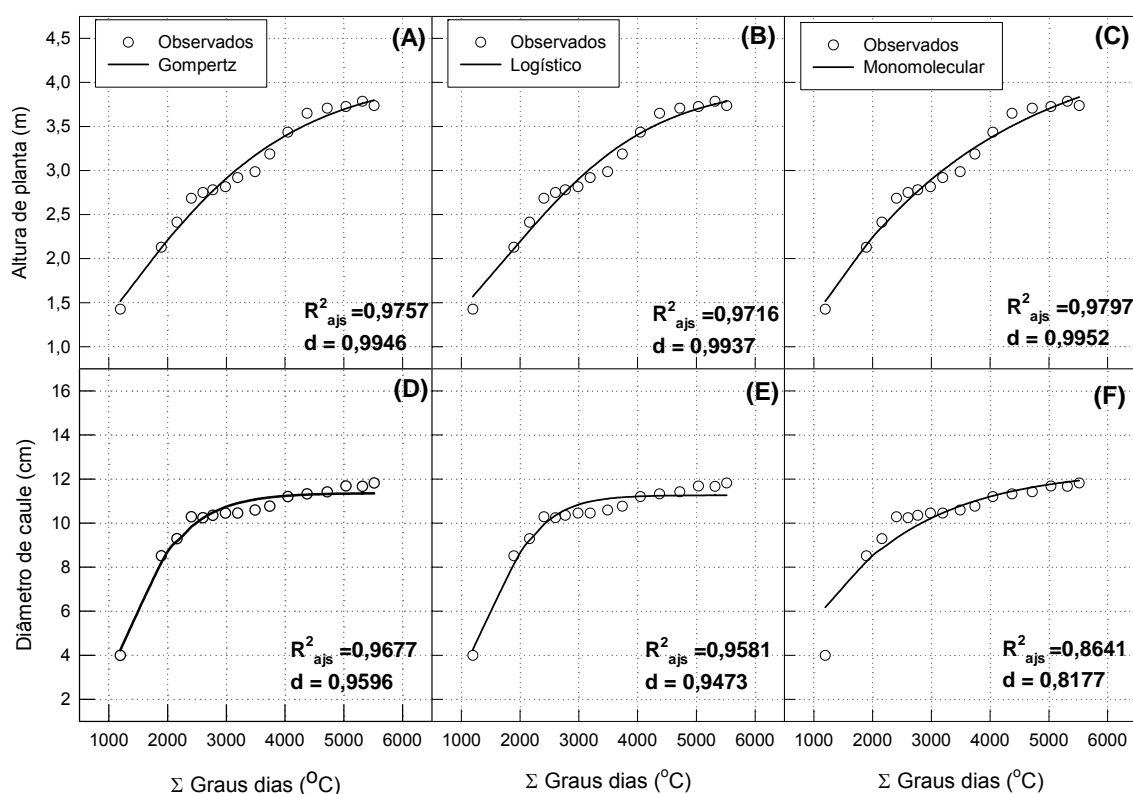 Altura de planta (m)
4,5
4,0
3,5
3,0
2,5
2,0
1,5
1,0
Observados
Gompertz
(A)
R²ajs =0,9757
d = 0,9946
Observados
Logístico
(B)
R²ajs =0,9716
d = 0,9937
Observados
Monomolecular
(C)
R²ajs =0,9797
d = 0,9952
Diâmetro de caule (cm)
16
14
12
10
8
6
4
2
(D)
R²ajs =0,9677
d = 0,9596
(E)
R²ajs =0,9581
d = 0,9473
(F)
R²ajs =0,8641
d = 0,8177
1000 2000 3000 4000 5000 6000
1000 2000 3000 4000 5000 6000
1000 2000 3000 4000 5000 6000
Σ Graus dias (ºC)
Σ Graus dias (ºC)
Σ Graus dias (ºC)